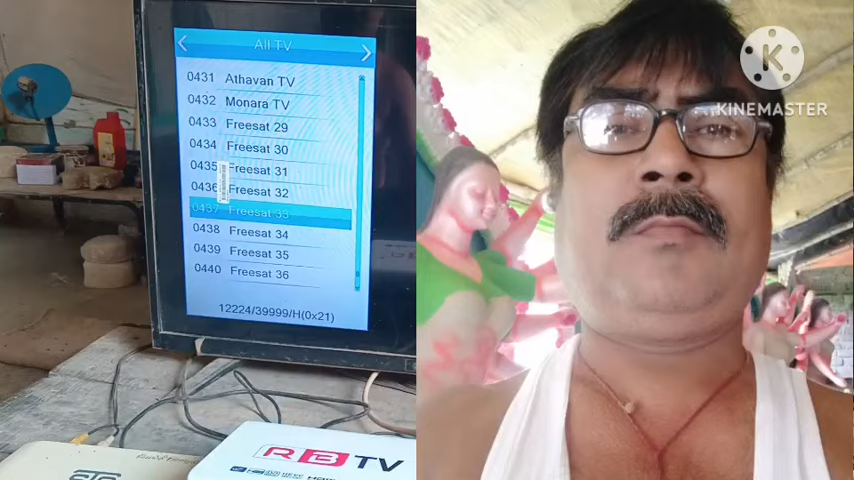 All TV
0431 Athavan TV
0432 Monara TV
0433 Freesat 29
0434 Freesat 30
0435 Freesat 31
0436 Freesat 32
0437 Freesat 33
0438 Freesat 34
0439 Freesat 35
0440 Freesat 36
12224/39999/H(0x21)
RB TV
KINEMASTER